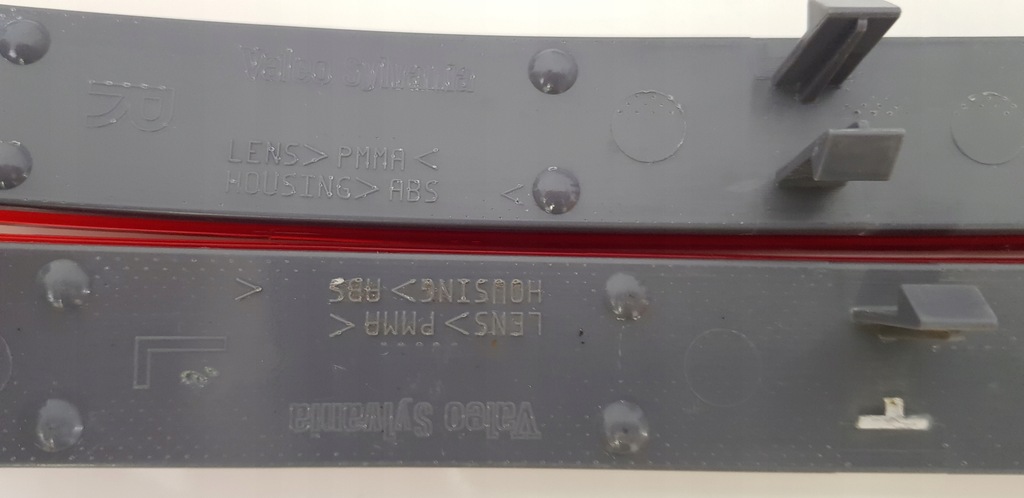 Valeo Sylvania
R
LENS>PMMA<
HOUSING>ABS <
L
Valeo Sylvania
LENS>PMMA<
HOUSING>ABS <